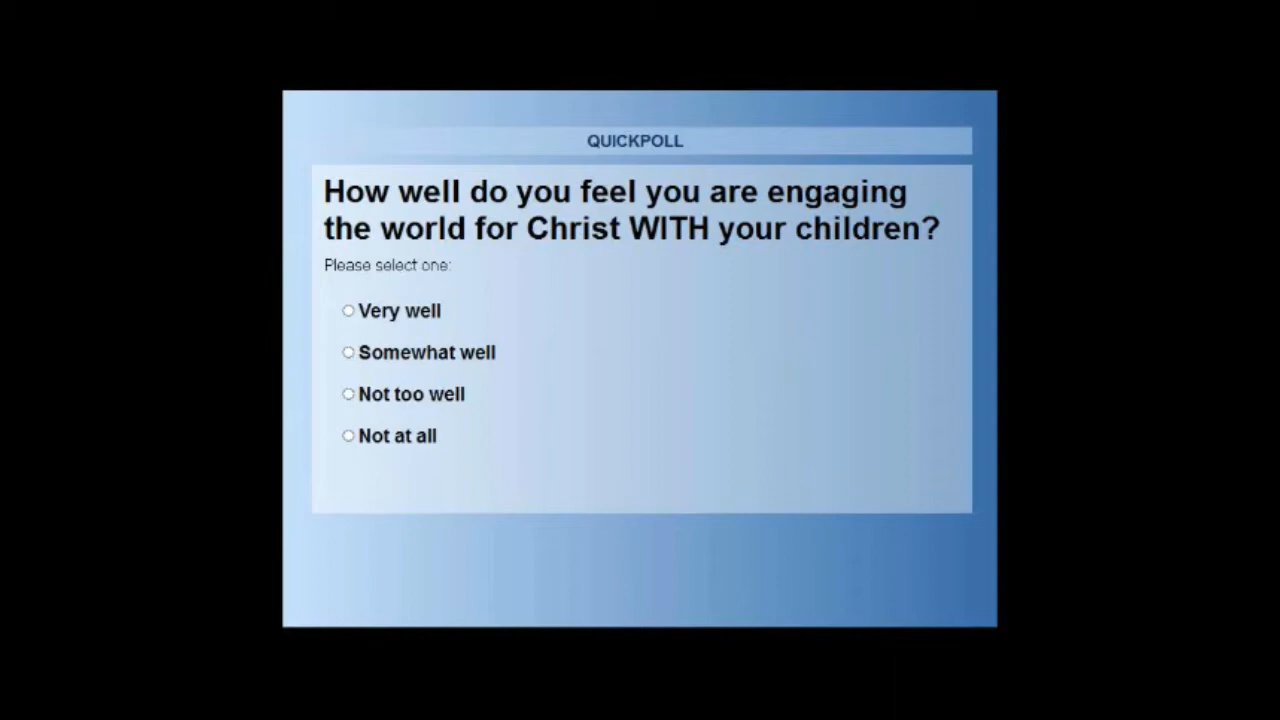 QUICKPOLL
How well do you feel you are engaging
the world for Christ WITH your children?
Please select one:
Very well
Somewhat well
Not too well
Not at all